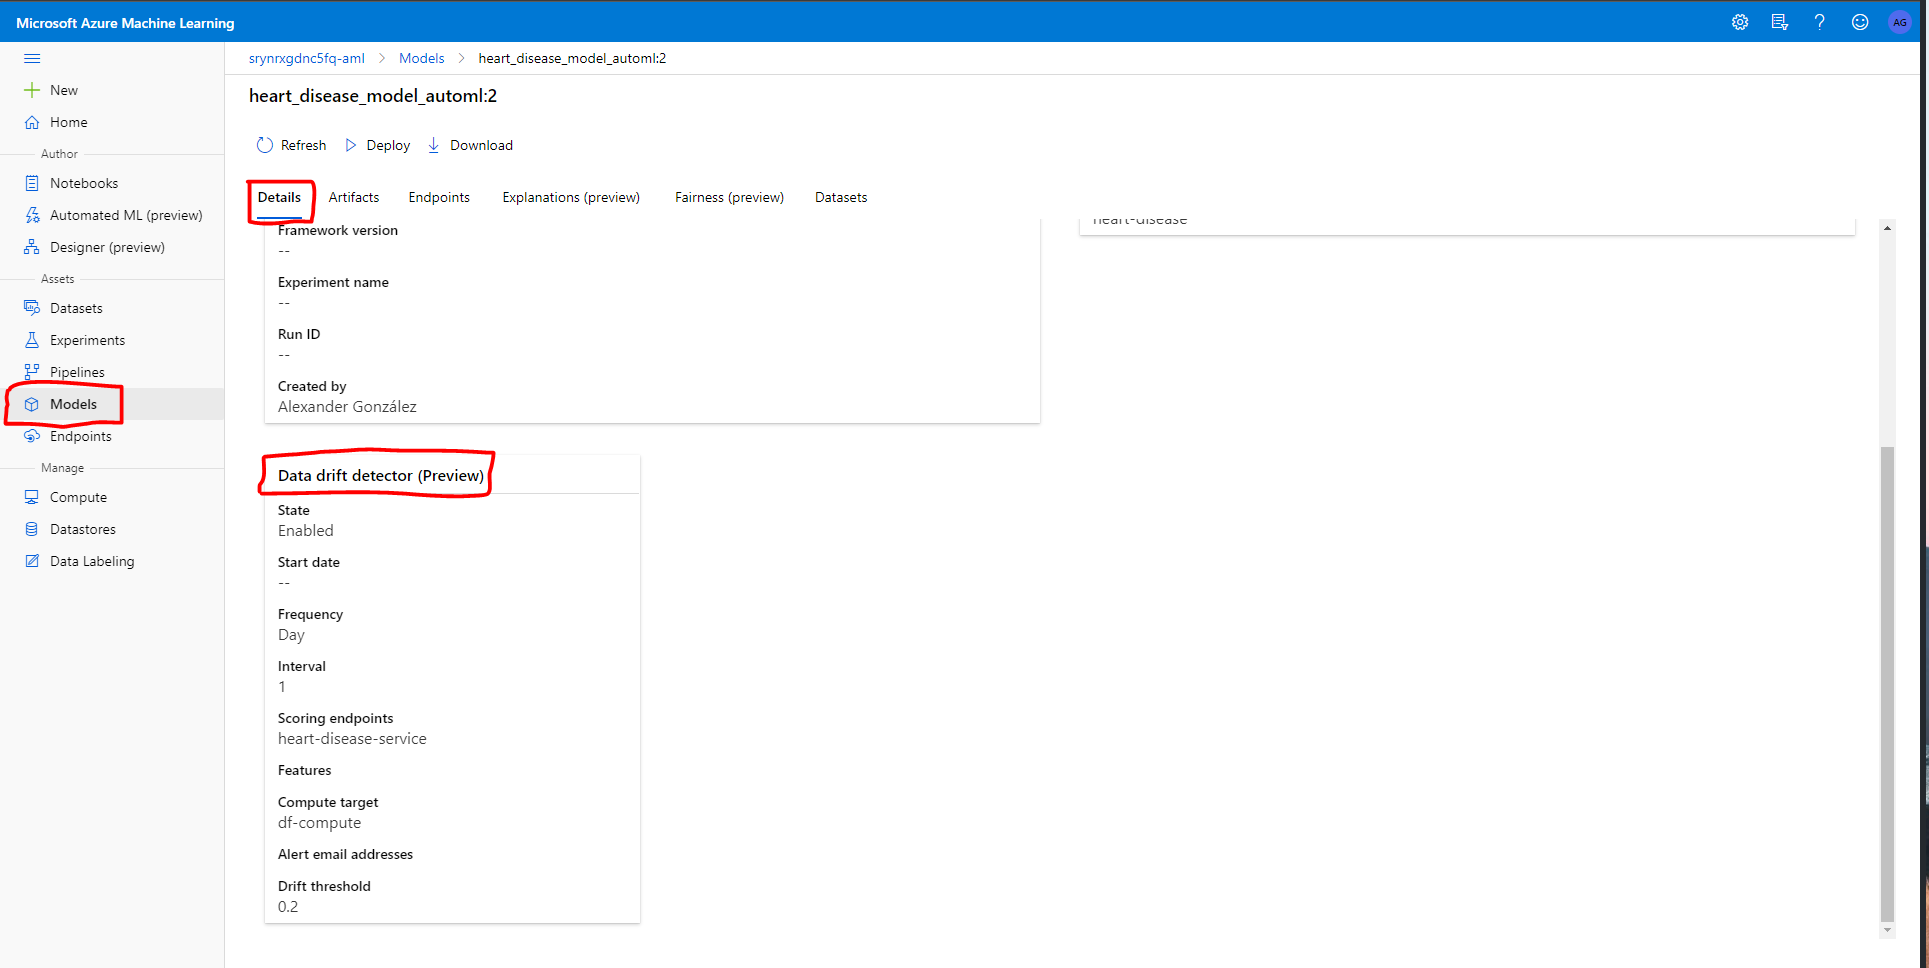 Microsoft Azure Machine Learning
AG
New
Home
Author
Notebooks
Automated ML (preview)
Designer (preview)
Assets
Datasets
Experiments
Pipelines
Models
Endpoints
Manage
Compute
Datastores
Data Labeling
srynrxgdnc5fq-aml > Models > heart_disease_model_automl:2
heart_disease_model_automl:2
Refresh Deploy Download
Details Artifacts Endpoints Explanations (preview) Fairness (preview) Datasets
Framework version
--
Experiment name
--
Run ID
--
Created by
Alexander González
heart-disease
Data drift detector (Preview)
State
Enabled
Start date
--
Frequency
Day
Interval
1
Scoring endpoints
heart-disease-service
Features
Compute target
df-compute
Alert email addresses
Drift threshold
0.2